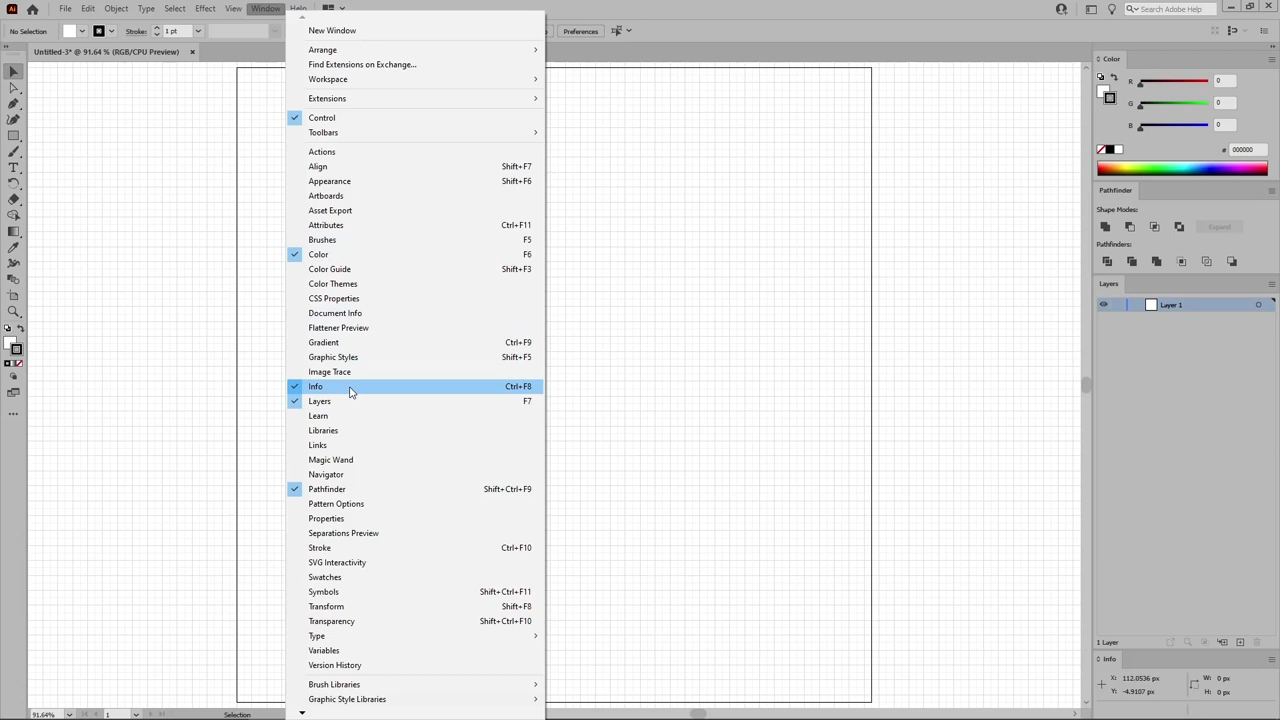 Ai File Edit Object Type Select Effect View Window Help Search Adobe Help
No Selection Stroke: 1 pt Preferences
Untitled-3* @ 91.64 % (RGB/CPU Preview)
New Window
Arrange
Find Extensions on Exchange...
Workspace
Extensions
Control
Toolbars
Actions
Align Shift+F7
Appearance Shift+F6
Artboards
Asset Export
Attributes Ctrl+F11
Brushes F5
Color F6
Color Guide Shift+F3
Color Themes
CSS Properties
Document Info
Flattener Preview
Gradient Ctrl+F9
Graphic Styles Shift+F5
Image Trace
Info Ctrl+F8
Layers F7
Learn
Libraries
Links
Magic Wand
Navigator
Pathfinder Shift+Ctrl+F9
Pattern Options
Properties
Separations Preview
Stroke Ctrl+F10
SVG Interactivity
Swatches
Symbols Shift+Ctrl+F11
Transform Shift+F8
Transparency Shift+Ctrl+F10
Type
Variables
Version History
Brush Libraries
Graphic Style Libraries
Color
R 0
G 0
B 0
# 000000
Pathfinder
Shape Modes:
Expand
Pathfinders:
Layers
Layer 1
1 Layer
Info
X: 112.0536 px W: 0 px
Y: -4.9107 px H: 0 px
91.64% 1 Selection